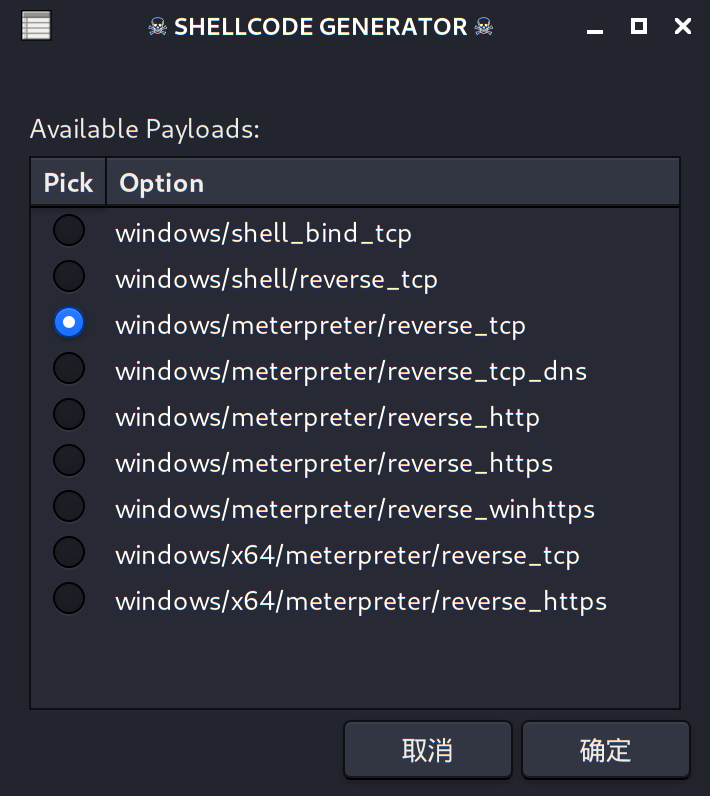 ☠ SHELLCODE GENERATOR ☠
Available Payloads:
Pick Option
windows/shell_bind_tcp
windows/shell/reverse_tcp
windows/meterpreter/reverse_tcp
windows/meterpreter/reverse_tcp_dns
windows/meterpreter/reverse_http
windows/meterpreter/reverse_https
windows/meterpreter/reverse_winhttps
windows/x64/meterpreter/reverse_tcp
windows/x64/meterpreter/reverse_https
取消 确定